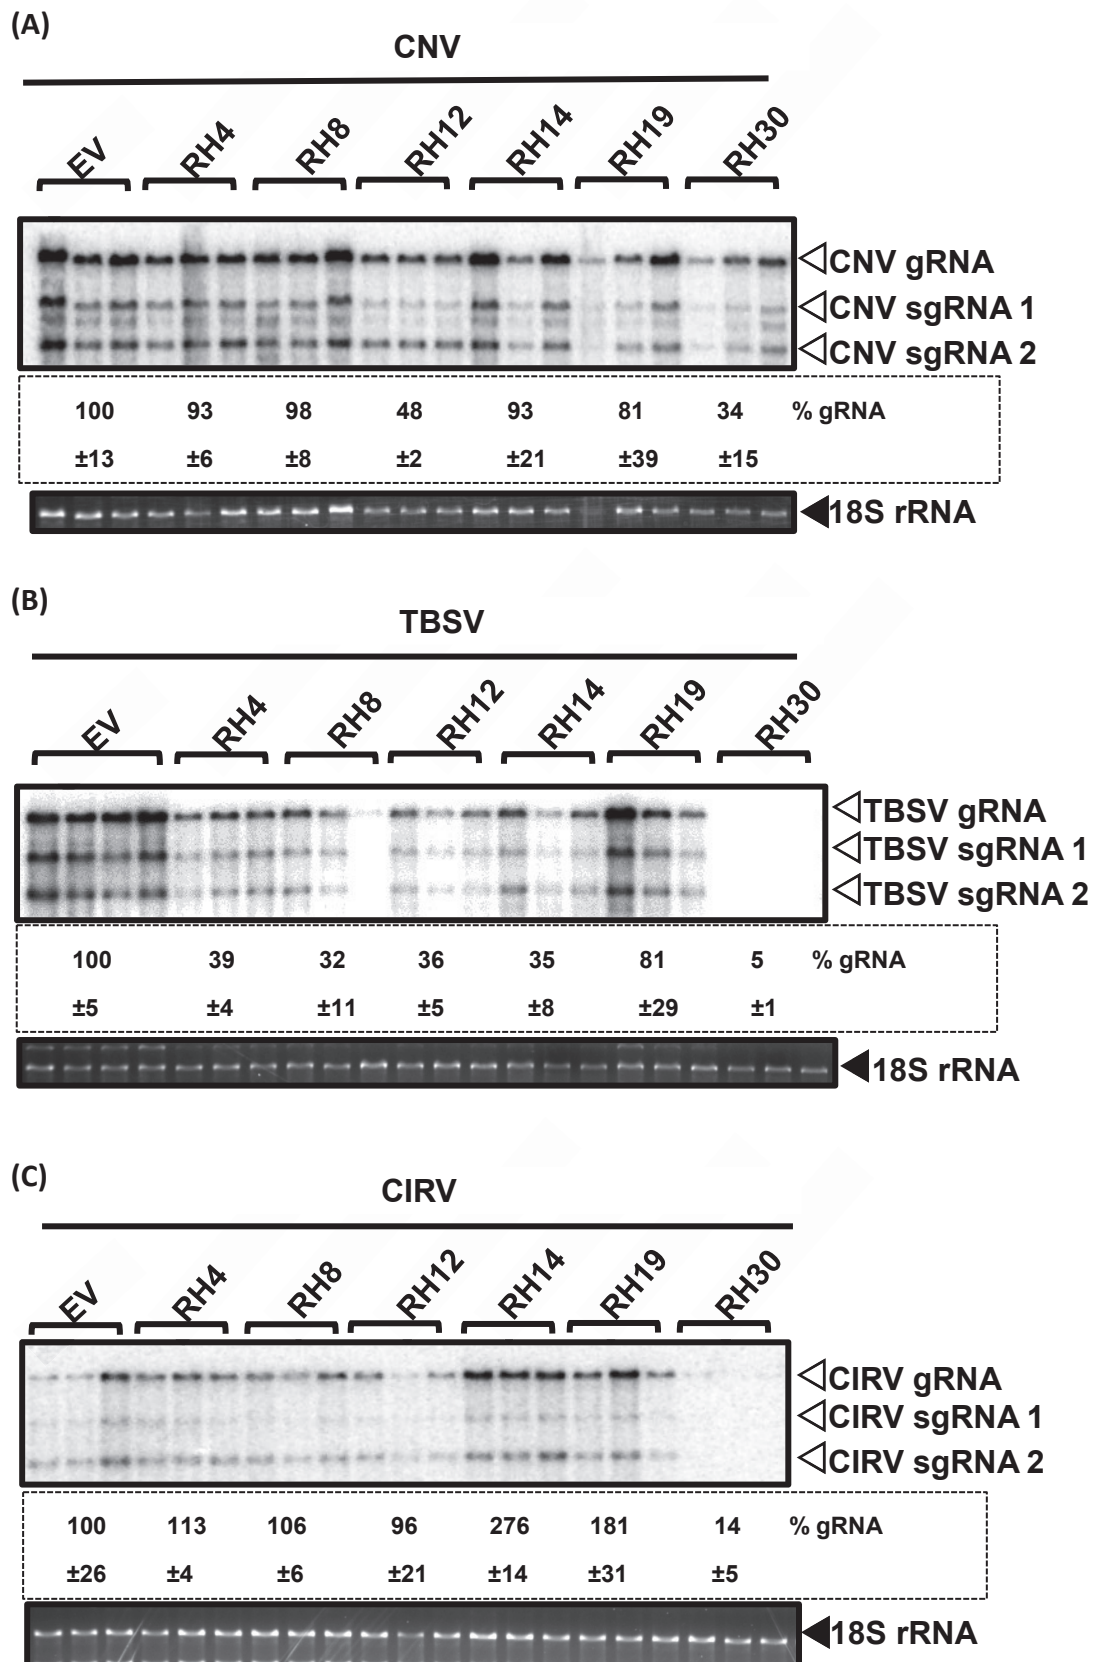 (A)
CNV
EV RH4 RH8 RH12 RH14 RH19 RH30
CNV gRNA
CNV sgRNA 1
CNV sgRNA 2
100 93 98 48 93 81 34 % gRNA
±13 ±6 ±8 ±2 ±21 ±39 ±15
18S rRNA
(B)
TBSV
EV RH4 RH8 RH12 RH14 RH19 RH30
TBSV gRNA
TBSV sgRNA 1
TBSV sgRNA 2
100 39 32 36 35 81 5 % gRNA
±5 ±4 ±11 ±5 ±8 ±29 ±1
18S rRNA
(C)
CIRV
EV RH4 RH8 RH12 RH14 RH19 RH30
CIRV gRNA
CIRV sgRNA 1
CIRV sgRNA 2
100 113 106 96 276 181 14 % gRNA
±26 ±4 ±6 ±21 ±14 ±31 ±5
18S rRNA